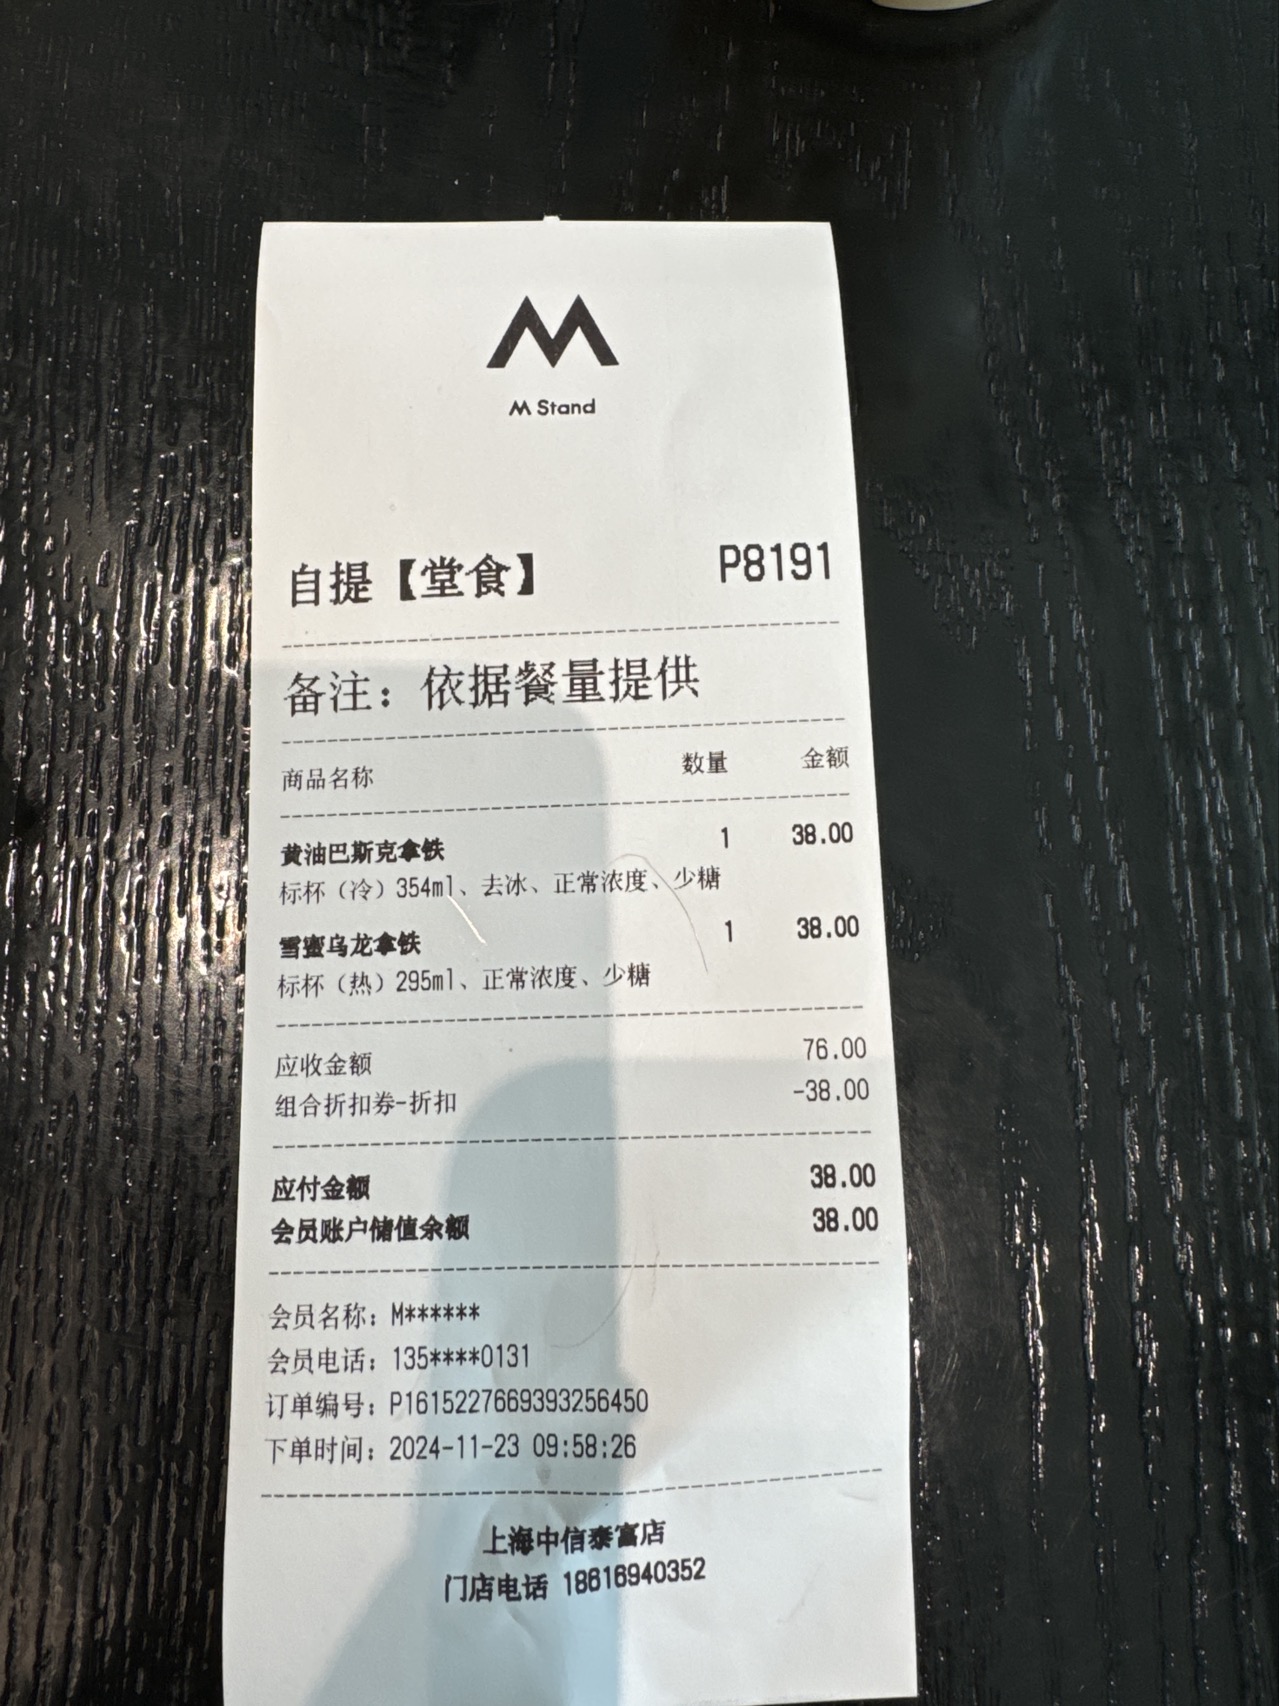 M Stand
自提【堂食】 P8191
备注：依据餐量提供
商品名称 数量 金额
黄油巴斯克拿铁 1 38.00
标杯（冷）354ml、去冰、正常浓度、少糖
雪蜜乌龙拿铁 1 38.00
标杯（热）295ml、正常浓度、少糖
应收金额 76.00
组合折扣券-折扣 -38.00
应付金额 38.00
会员账户储值余额 38.00
会员名称：M******
会员电话：135****0131
订单编号：P1615227669393256450
下单时间：2024-11-23 09:58:26
上海中信泰富店
门店电话 18616940352